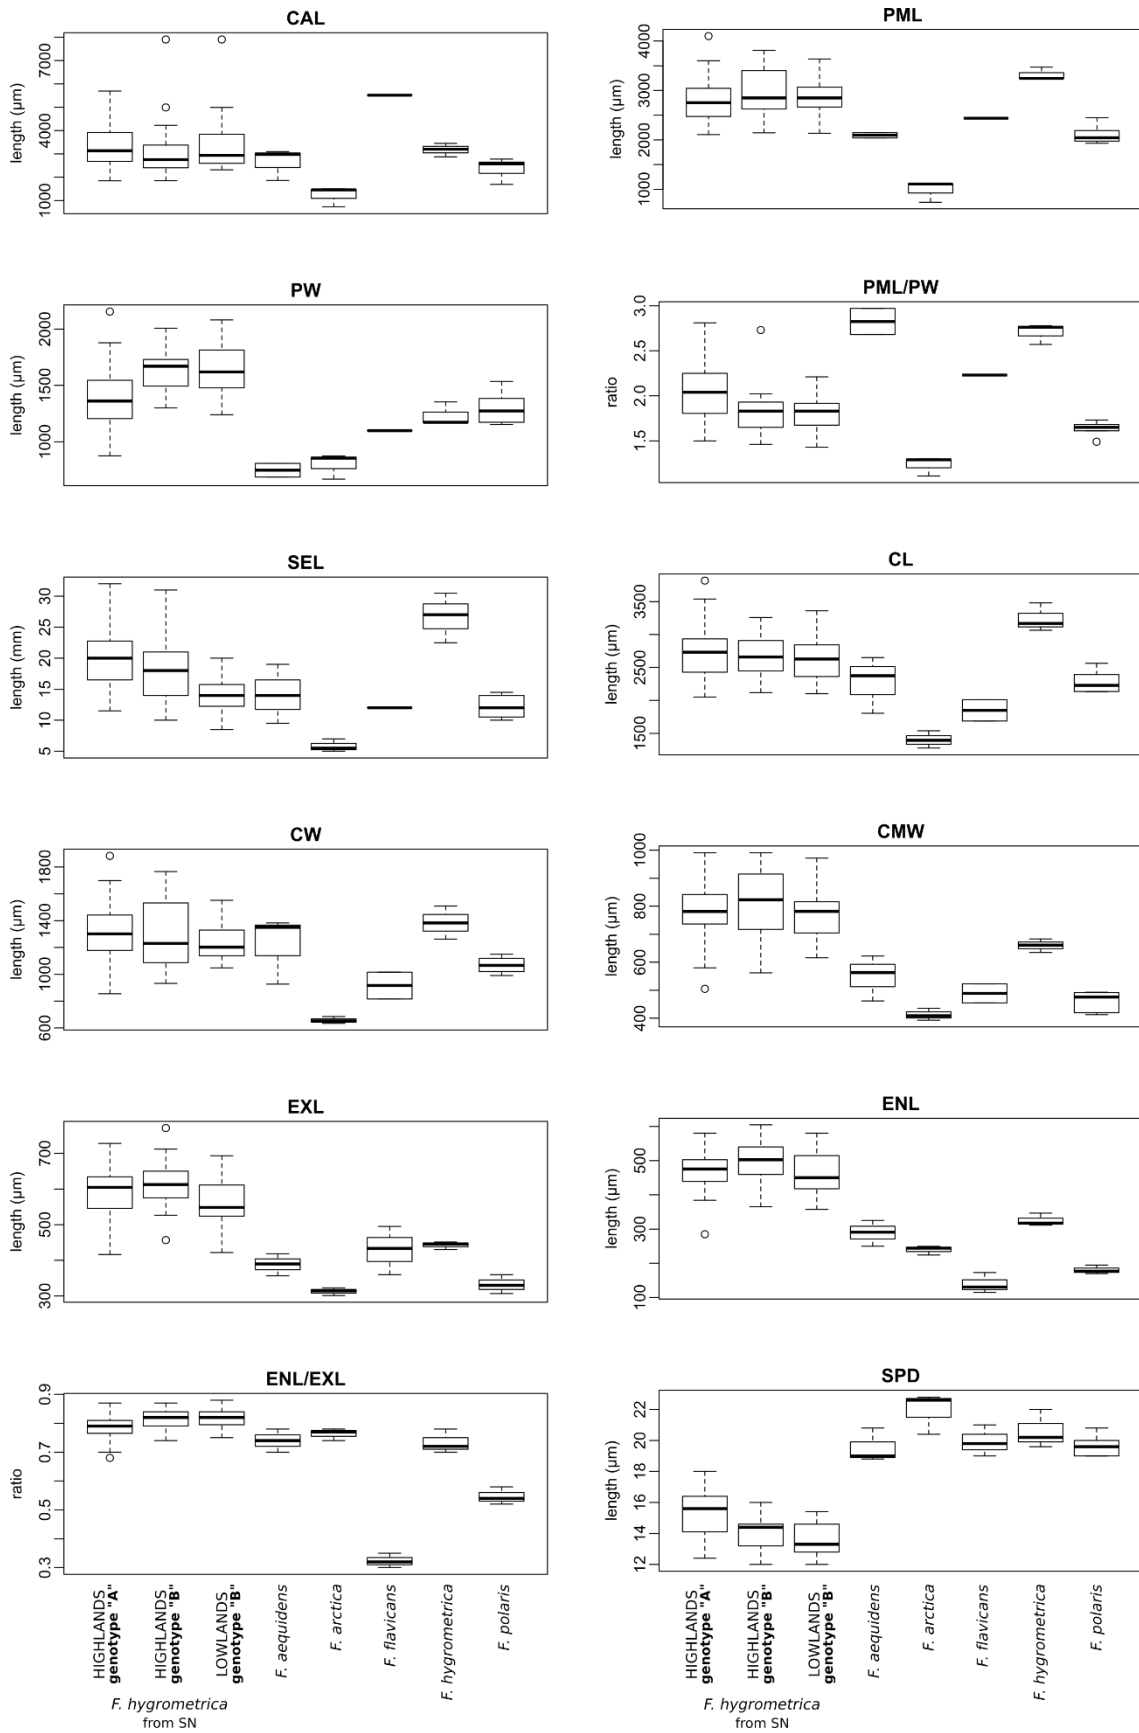 CAL
length (µm)
1000
4000
7000
PML
length (µm)
1000
2000
3000
4000
PW
length (µm)
1000
1500
2000
PML/PW
ratio
1.5
2.0
2.5
3.0
SEL
length (mm)
5
10
15
20
25
30
CL
length (µm)
1500
2500
3500
CW
length (µm)
600
1000
1400
1800
CMW
length (µm)
400
600
800
1000
EXL
length (µm)
300
500
700
ENL
length (µm)
100
300
500
ENL/EXL
ratio
0.3
0.5
0.7
0.9
SPD
length (µm)
12
14
16
18
20
22
HIGHLANDS
genotype "A"
HIGHLANDS
genotype "B"
LOWLANDS
genotype "B"
F. aequidens
F. arctica
F. flavicans
F. hygrometrica
F. polaris
F. hygrometrica
from SN
HIGHLANDS
genotype "A"
HIGHLANDS
genotype "B"
LOWLANDS
genotype "B"
F. aequidens
F. arctica
F. flavicans
F. hygrometrica
F. polaris
F. hygrometrica
from SN